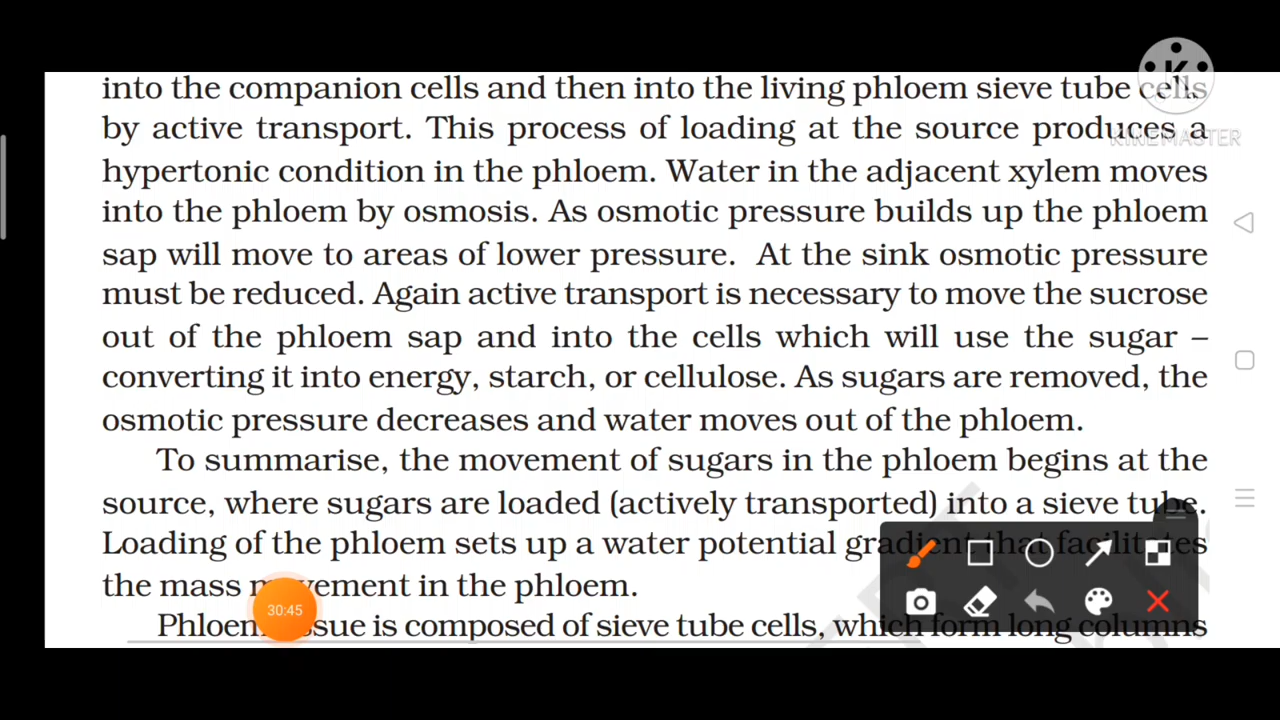 into the companion cells and then into the living phloem sieve tube cells
by active transport. This process of loading at the source produces a
KINEMASTER
hypertonic condition in the phloem. Water in the adjacent xylem moves
into the phloem by osmosis. As osmotic pressure builds up the phloem
sap will move to areas of lower pressure. At the sink osmotic pressure
must be reduced. Again active transport is necessary to move the sucrose
out of the phloem sap and into the cells which will use the sugar –
converting it into energy, starch, or cellulose. As sugars are removed, the
osmotic pressure decreases and water moves out of the phloem.
To summarise, the movement of sugars in the phloem begins at the
source, where sugars are loaded (actively transported) into a sieve tube.
Loading of the phloem sets up a water potential gradient that facilitates
the mass movement in the phloem.
30:45
Phloem tissue is composed of sieve tube cells, which form long columns